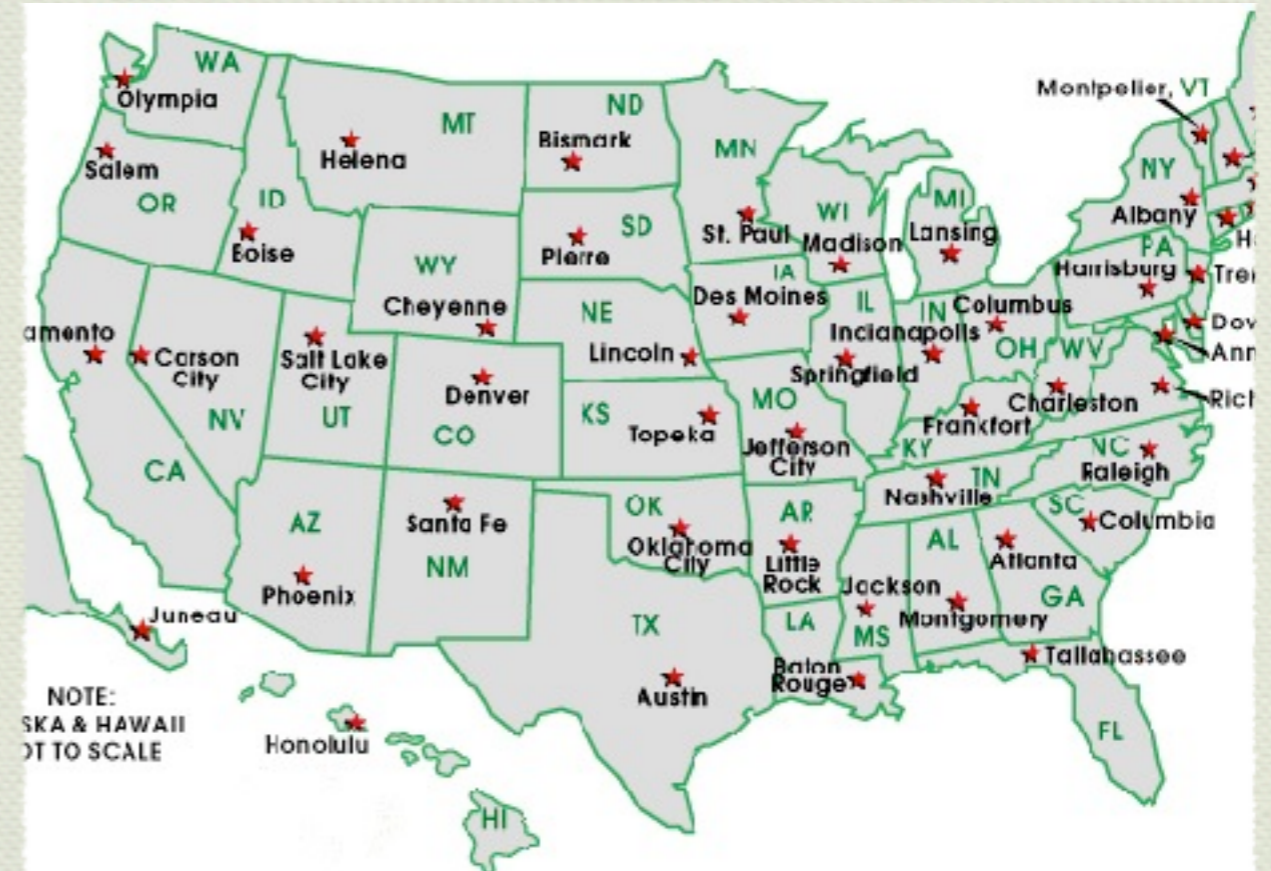 WA
Olympia
MT
ND
Montpelier, VT
Helena
Bismark
MN
Salem
OR
ID
NY
WI
MI
Albany
Boise
SD
Pierre
St. Paul
Madison
Lansing
PA
Harrisburg
H
WY
IA
Des Moines
Tre
Cheyenne
NE
IL
IN
Columbus
Indianapolis
Dov
amento
Carson
City
Salt Lake
City
Lincoln
OH
WV
Ann
Springfield
Denver
NV
UT
CO
KS
Topeka
MO
Charleston
Rich
Frankfort
Jefferson
City
KY
NC
Raleigh
CA
TN
Nashville
AZ
Santa Fe
OK
AR
SC
Columbia
Oklahoma
City
AL
Atlanta
NM
Little
Rock
Phoenix
Jackson
GA
Montgomery
Juneau
TX
LA
MS
Tallahassee
Baton
Rouge
Austin
NOTE:
SKA & HAWAII
OT TO SCALE
Honolulu
FL
HI